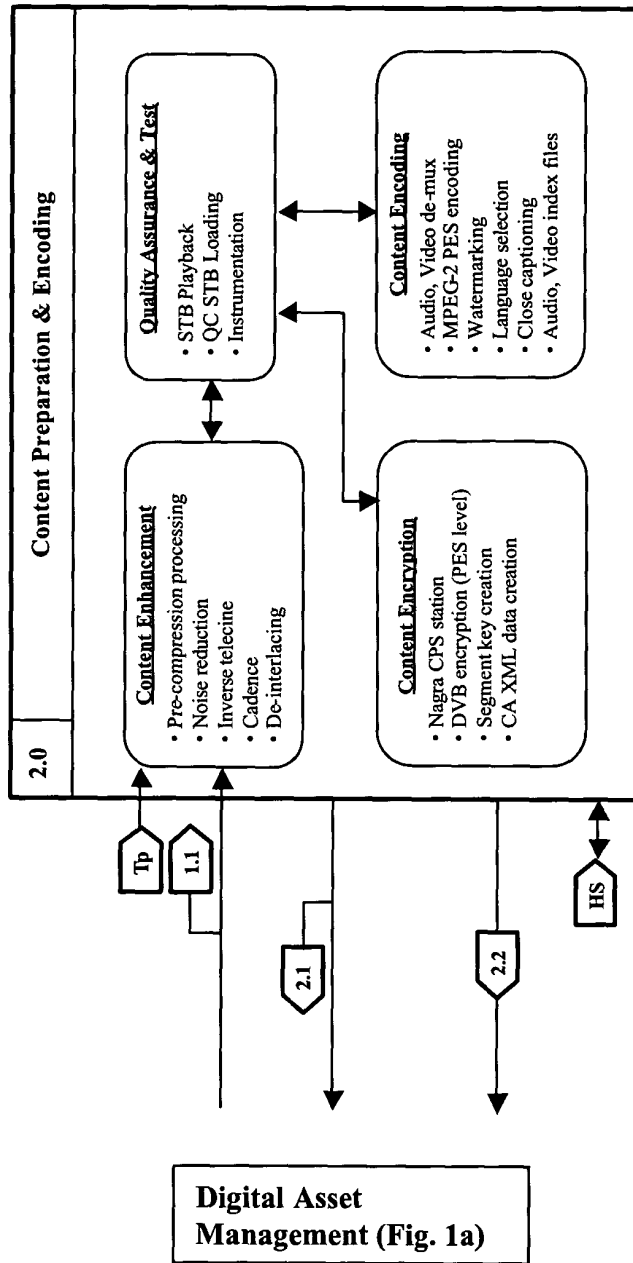 2.0
Content Preparation & Encoding
Content Enhancement
• Pre-compression processing
• Noise reduction
• Inverse telecine
• Cadence
• De-interlacing
Quality Assurance & Test
• STB Playback
• QC STB Loading
• Instrumentation
Content Encryption
• Nagra CPS station
• DVB encryption (PES level)
• Segment key creation
• CA XML data creation
Content Encoding
• Audio, Video de-mux
• MPEG-2 PES encoding
• Watermarking
• Language selection
• Close captioning
• Audio, Video index files
Tp
1.1
2.1
2.2
HS
Digital Asset
Management (Fig. 1a)